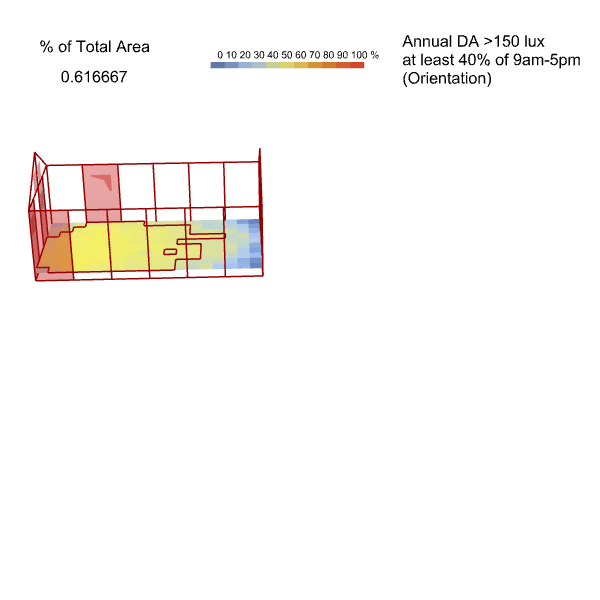 % of Total Area
0.616667
0 10 20 30 40 50 60 70 80 90 100 %
Annual DA >150 lux
at least 40% of 9am-5pm
(Orientation)